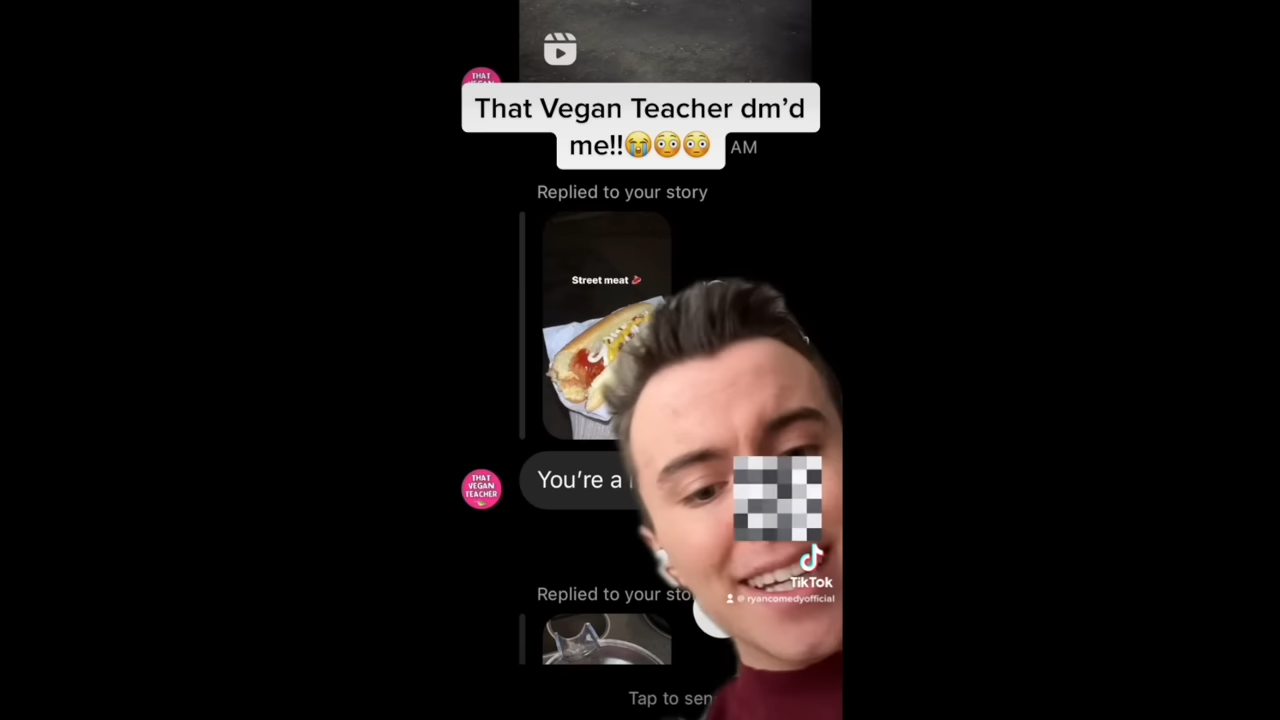 THAT
That Vegan Teacher dm’d
me!!😭😳😳
AM
Replied to your story
Street meat 🍖
You’re a
THAT
VEGAN
TEACHER
TikTok
@ ryancomedyofficial
Replied to your sto
Tap to sen